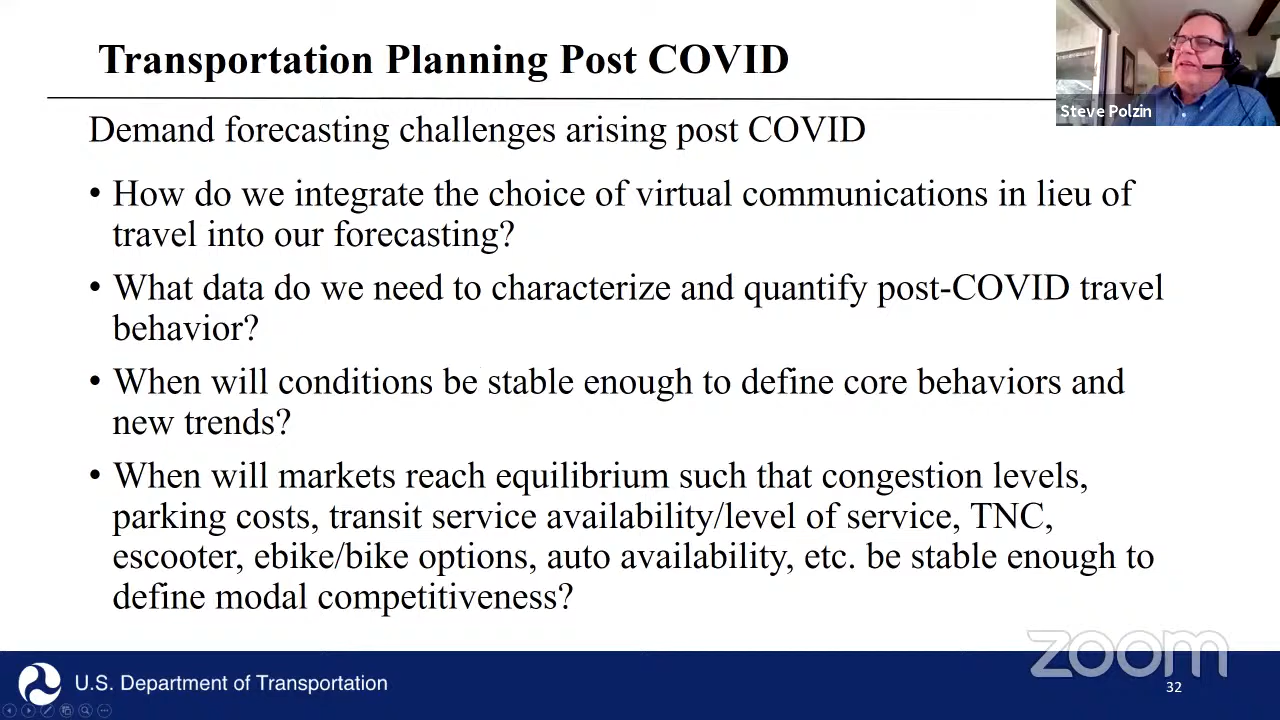 Transportation Planning Post COVID
Steve Polzin
Demand forecasting challenges arising post COVID
• How do we integrate the choice of virtual communications in lieu of
travel into our forecasting?
• What data do we need to characterize and quantify post-COVID travel
behavior?
• When will conditions be stable enough to define core behaviors and
new trends?
• When will markets reach equilibrium such that congestion levels,
parking costs, transit service availability/level of service, TNC,
escooter, ebike/bike options, auto availability, etc. be stable enough to
define modal competitiveness?
zoom
U.S. Department of Transportation
32